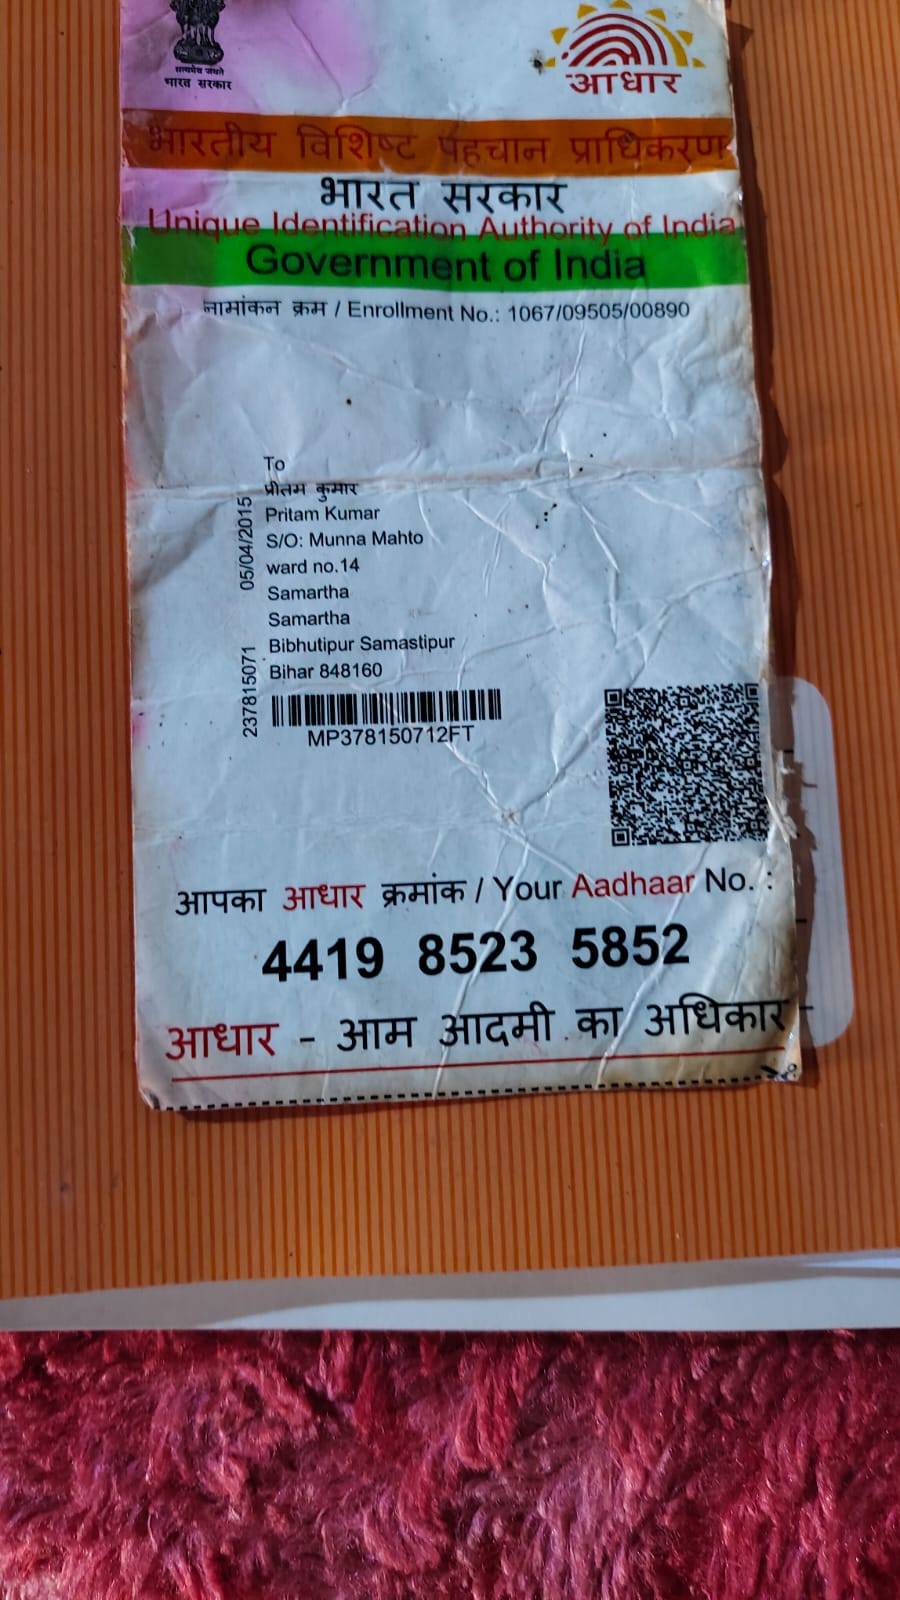 सत्यमेव जयते
भारत सरकार
आधार
भारतीय विशिष्ट पहचान प्राधिकरण
भारत सरकार
Unique Identification Authority of India
Government of India
नामांकन क्रम / Enrollment No.: 1067/09505/00890
To
प्रीतम कुमार
Pritam Kumar
S/O: Munna Mahto
ward no.14
Samartha
Samartha
Bibhutipur Samastipur
Bihar 848160
05/04/2015
237815071
MP378150712FT
आपका आधार क्रमांक / Your Aadhaar No. :
4419 8523 5852
आधार - आम आदमी का अधिकार